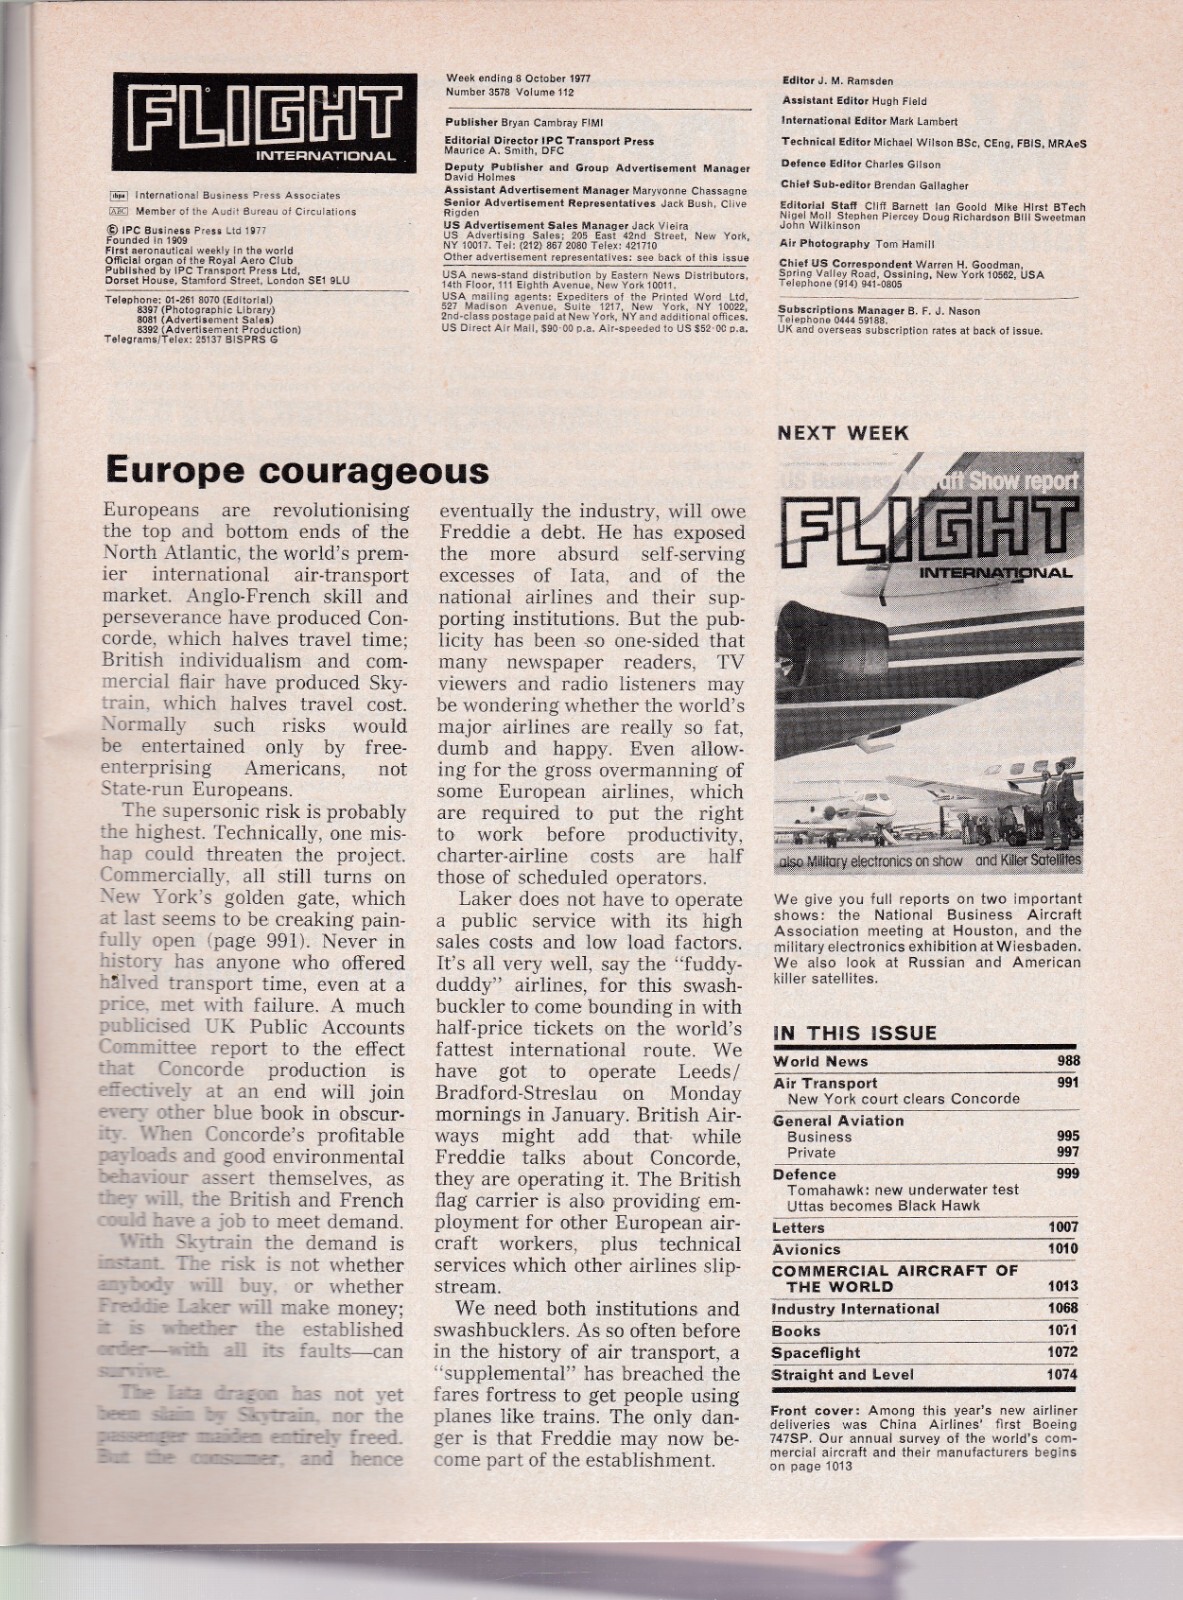 FLIGHT
INTERNATIONAL
ibpa International Business Press Associates
ABC Member of the Audit Bureau of Circulations
© IPC Business Press Ltd 1977
Founded in 1909
First aeronautical weekly in the world
Official organ of the Royal Aero Club
Published by IPC Transport Press Ltd,
Dorset House, Stamford Street, London SE1 9LU
Telephone: 01-261 8070 (Editorial)
8397 (Photographic Library)
8081 (Advertisement Sales)
8392 (Advertisement Production)
Telegrams/Telex: 25137 BISPRS G
Week ending 8 October 1977
Number 3578 Volume 112
Publisher Bryan Cambray FIMI
Editorial Director IPC Transport Press
Maurice A. Smith, DFC
Deputy Publisher and Group Advertisement Manager
David Holmes
Assistant Advertisement Manager Maryvonne Chassagne
Senior Advertisement Representatives Jack Bush, Clive
Rigden
US Advertisement Sales Manager Jack Vieira
US Advertising Sales; 205 East 42nd Street, New York,
NY 10017. Tel: (212) 867 2080 Telex: 421710
Other advertisement representatives: see back of this issue
USA news-stand distribution by Eastern News Distributors,
14th Floor, 111 Eighth Avenue, New York 10011.
USA mailing agents: Expediters of the Printed Word Ltd,
527 Madison Avenue, Suite 1217, New York, NY 10022,
2nd-class postage paid at New York, NY and additional offices.
US Direct Air Mail, $90·00 p.a. Air-speeded to US $52·00 p.a.
Editor J. M. Ramsden
Assistant Editor Hugh Field
International Editor Mark Lambert
Technical Editor Michael Wilson BSc, CEng, FBIS, MRAeS
Defence Editor Charles Gilson
Chief Sub-editor Brendan Gallagher
Editorial Staff Cliff Barnett Ian Goold Mike Hirst BTech
Nigel Moll Stephen Piercey Doug Richardson Bill Sweetman
John Wilkinson
Air Photography Tom Hamill
Chief US Correspondent Warren H. Goodman,
Spring Valley Road, Ossining, New York 10562, USA
Telephone (914) 941-0805
Subscriptions Manager B. F. J. Nason
Telephone 0444 59188.
UK and overseas subscription rates at back of issue.
Europe courageous
Europeans are revolutionising
the top and bottom ends of the
North Atlantic, the world's prem-
ier international air-transport
market. Anglo-French skill and
perseverance have produced Con-
corde, which halves travel time;
British individualism and com-
mercial flair have produced Sky-
train, which halves travel cost.
Normally such risks would
be entertained only by free-
enterprising Americans, not
State-run Europeans.
The supersonic risk is probably
the highest. Technically, one mis-
hap could threaten the project.
Commercially, all still turns on
New York's golden gate, which
at last seems to be creaking pain-
fully open (page 991). Never in
history has anyone who offered
halved transport time, even at a
price, met with failure. A much
publicised UK Public Accounts
Committee report to the effect
that Concorde production is
effectively at an end will join
every other blue book in obscur-
ity. When Concorde's profitable
payloads and good environmental
behaviour assert themselves, as
they will, the British and French
could have a job to meet demand.
With Skytrain the demand is
instant. The risk is not whether
anybody will buy, or whether
Freddie Laker will make money;
it is whether the established
order—with all its faults—can
survive.
The Iata dragon has not yet
been slain by Skytrain, nor the
passenger maiden entirely freed.
But the consumer, and hence
eventually the industry, will owe
Freddie a debt. He has exposed
the more absurd self-serving
excesses of Iata, and of the
national airlines and their sup-
porting institutions. But the pub-
licity has been so one-sided that
many newspaper readers, TV
viewers and radio listeners may
be wondering whether the world's
major airlines are really so fat,
dumb and happy. Even allow-
ing for the gross overmanning of
some European airlines, which
are required to put the right
to work before productivity,
charter-airline costs are half
those of scheduled operators.
Laker does not have to operate
a public service with its high
sales costs and low load factors.
It's all very well, say the "fuddy-
duddy" airlines, for this swash-
buckler to come bounding in with
half-price tickets on the world's
fattest international route. We
have got to operate Leeds/
Bradford-Streslau on Monday
mornings in January. British Air-
ways might add that while
Freddie talks about Concorde,
they are operating it. The British
flag carrier is also providing em-
ployment for other European air-
craft workers, plus technical
services which other airlines slip-
stream.
We need both institutions and
swashbucklers. As so often before
in the history of air transport, a
"supplemental" has breached the
fares fortress to get people using
planes like trains. The only dan-
ger is that Freddie may now be-
come part of the establishment.
NEXT WEEK
US Business Aircraft Show report
FLIGHT
INTERNATIONAL
also Military electronics on show and Killer Satellites
We give you full reports on two important
shows: the National Business Aircraft
Association meeting at Houston, and the
military electronics exhibition at Wiesbaden.
We also look at Russian and American
killer satellites.
IN THIS ISSUE
World News 988
Air Transport 991
New York court clears Concorde
General Aviation
Business 995
Private 997
Defence 999
Tomahawk: new underwater test
Uttas becomes Black Hawk
Letters 1007
Avionics 1010
COMMERCIAL AIRCRAFT OF
THE WORLD 1013
Industry International 1068
Books 1071
Spaceflight 1072
Straight and Level 1074
Front cover: Among this year's new airliner
deliveries was China Airlines' first Boeing
747SP. Our annual survey of the world's com-
mercial aircraft and their manufacturers begins
on page 1013